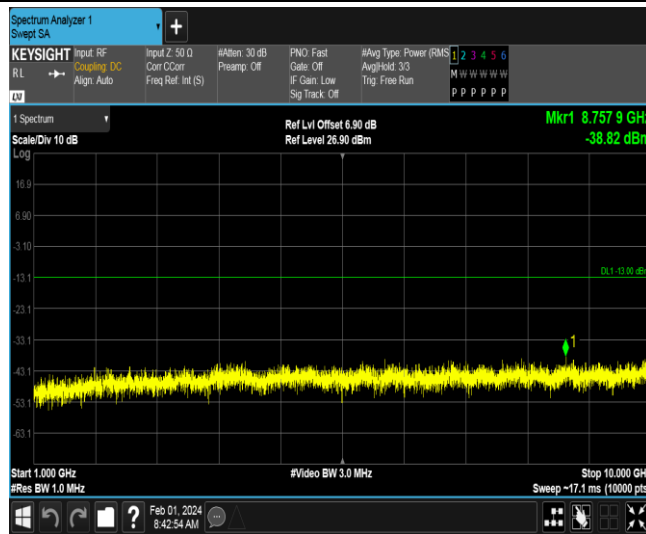 Spectrum Analyzer 1
Swept SA
KEYSIGHT
RL
Input: RF
Coupling: DC
Align: Auto
Input Z: 50 Ω
Corr CCorr
Freq Ref: Int (S)
#Atten: 30 dB
Preamp: Off
PNO: Fast
Gate: Off
IF Gain: Low
Sig Track: Off
#Avg Type: Power (RMS
Avg|Hold: 3/3
Trig: Free Run
1 2 3 4 5 6
M W W W W W
P P P P P P
LXI
1 Spectrum
Scale/Div 10 dB
Log
Ref Lvl Offset 6.90 dB
Ref Level 26.90 dBm
Mkr1 8.757 9 GHz
-38.82 dBm
16.9
6.90
-3.10
-13.1
DL1 -13.00 dBm
-23.1
-33.1
1
-43.1
-53.1
-63.1
Start 1.000 GHz
#Video BW 3.0 MHz
Stop 10.000 GHz
#Res BW 1.0 MHz
Sweep ~17.1 ms (10000 pts
?
Feb 01, 2024
8:42:54 AM